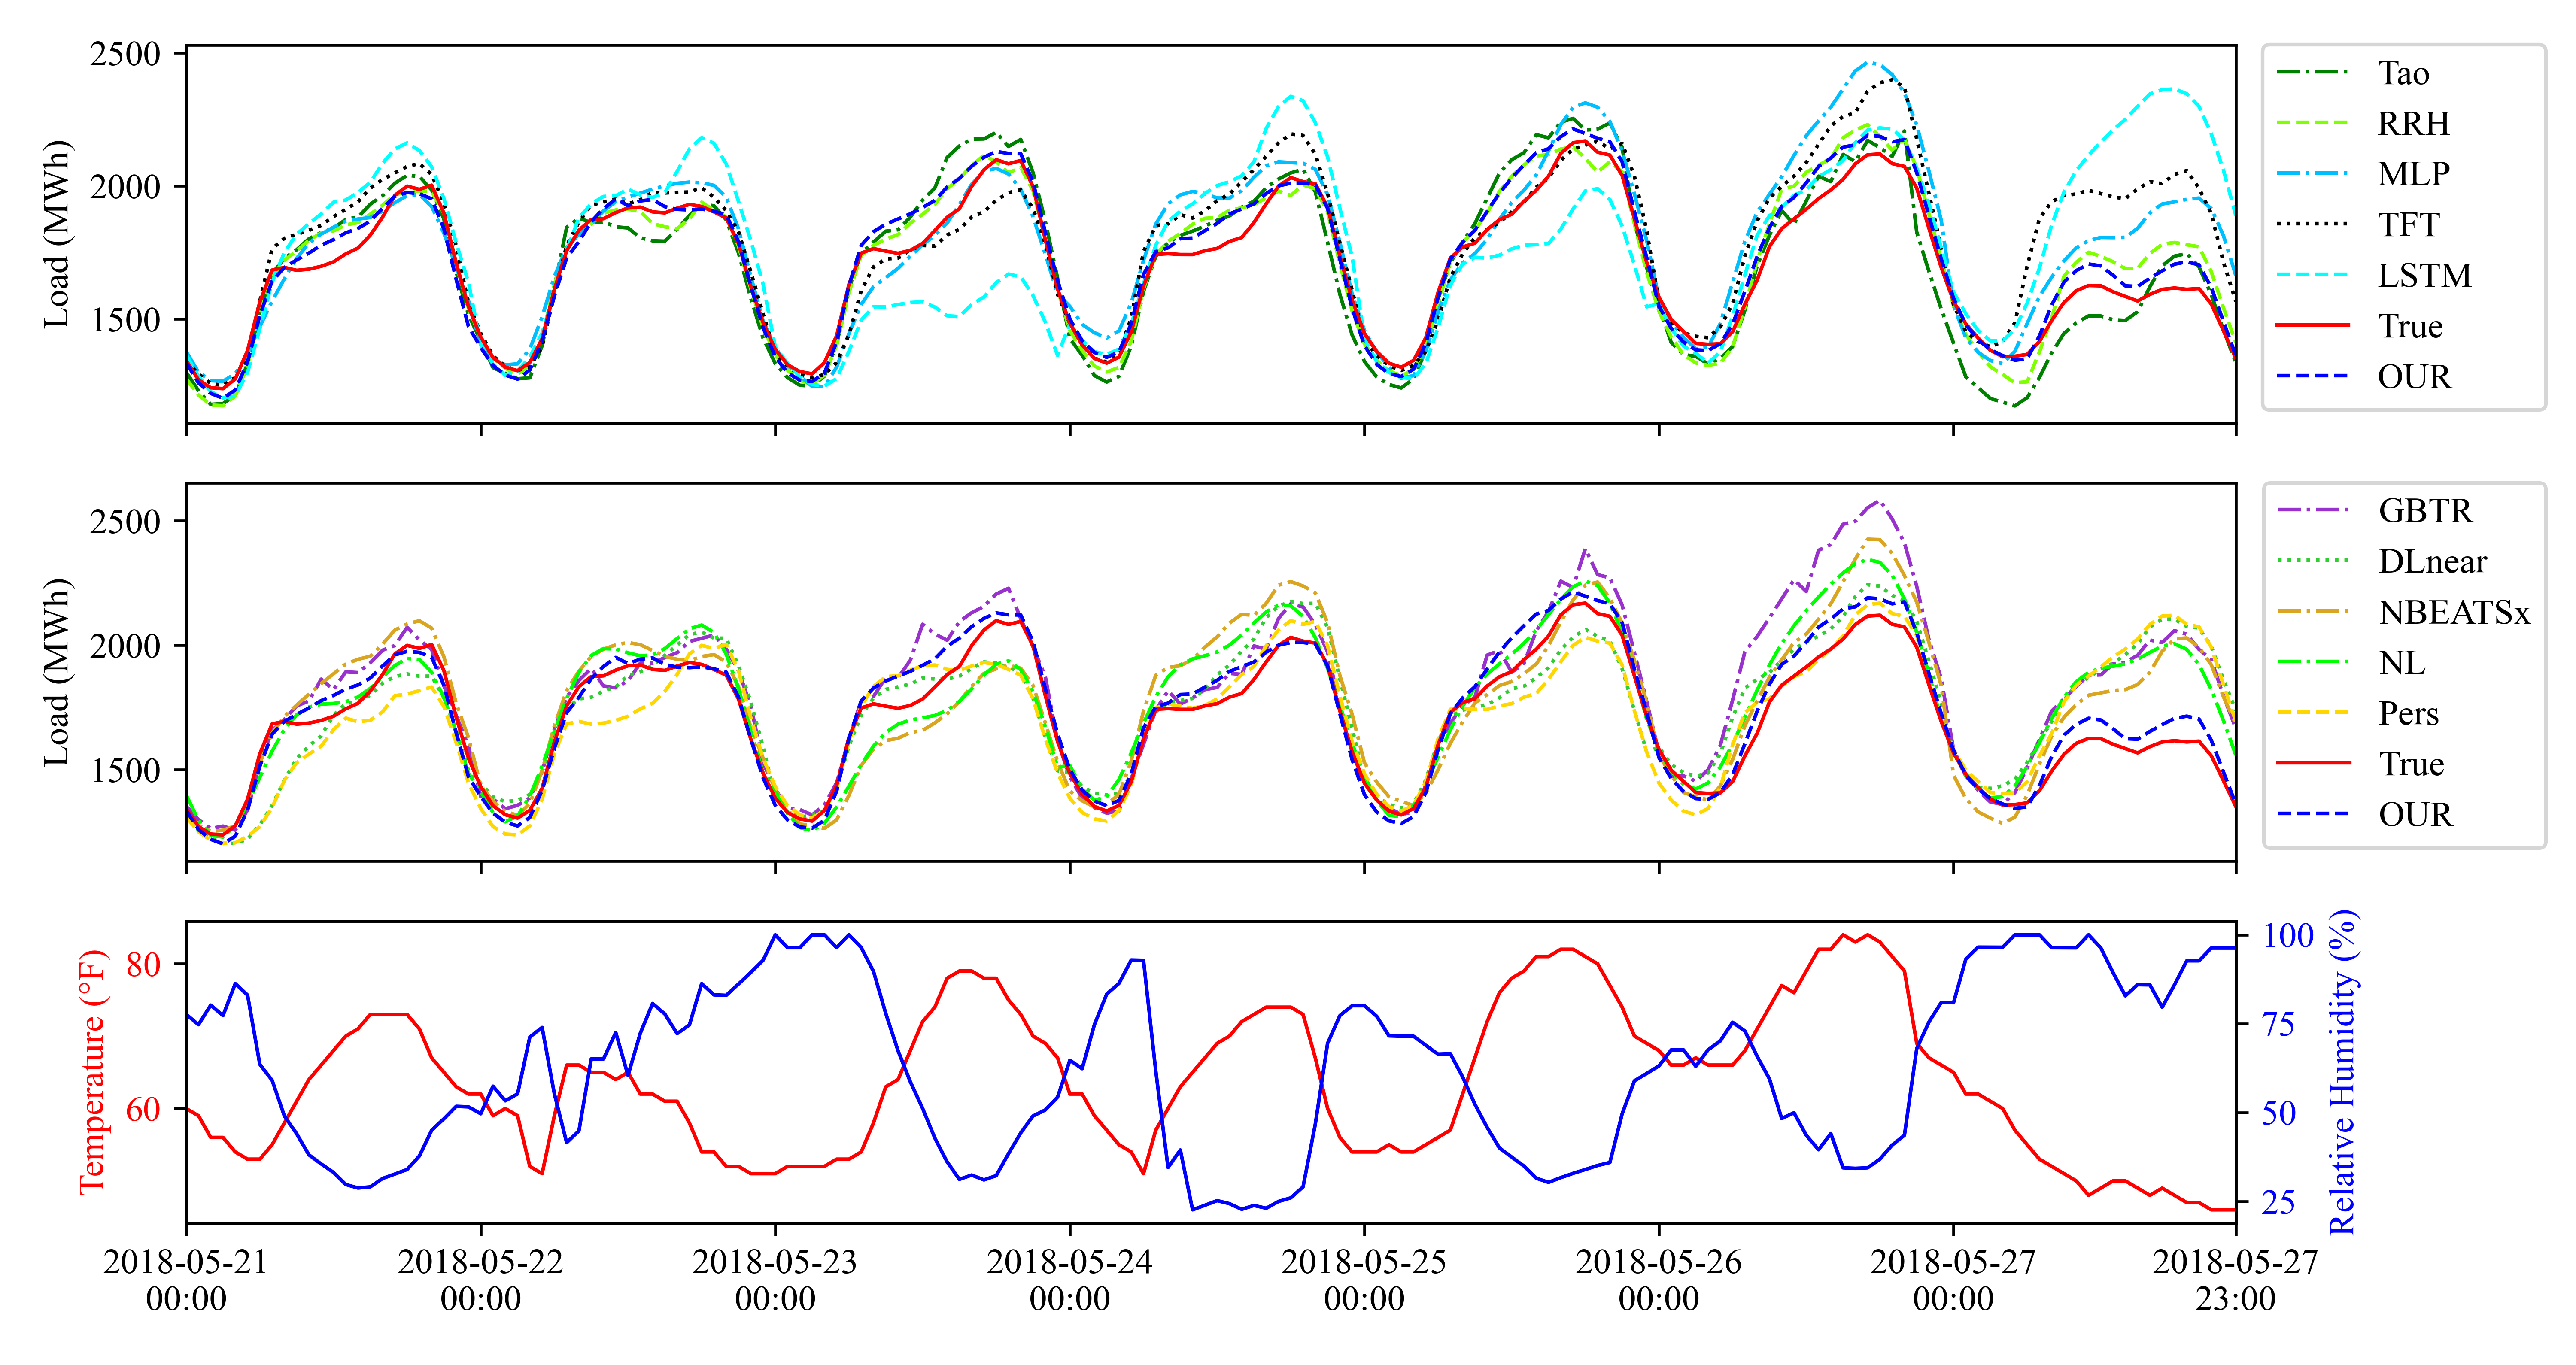 Load (MWh)
2500
2000
1500
Tao
RRH
MLP
TFT
LSTM
True
OUR
Load (MWh)
2500
2000
1500
GBTR
DLnear
NBEATSx
NL
Pers
True
OUR
Temperature (°F)
80
60
100
75
50
25
Relative Humidity (%)
2018-05-21 2018-05-22 2018-05-23 2018-05-24 2018-05-25 2018-05-26 2018-05-27 2018-05-27
00:00 00:00 00:00 00:00 00:00 00:00 00:00 23:00